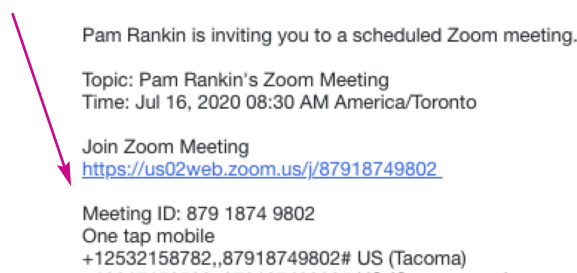 Pam Rankin is inviting you to a scheduled Zoom meeting.
Topic: Pam Rankin's Zoom Meeting
Time: Jul 16, 2020 08:30 AM America/Toronto
Join Zoom Meeting
https://us02web.zoom.us/j/87918749802
Meeting ID: 879 1874 9802
One tap mobile
+12532158782,,87918749802# US (Tacoma)